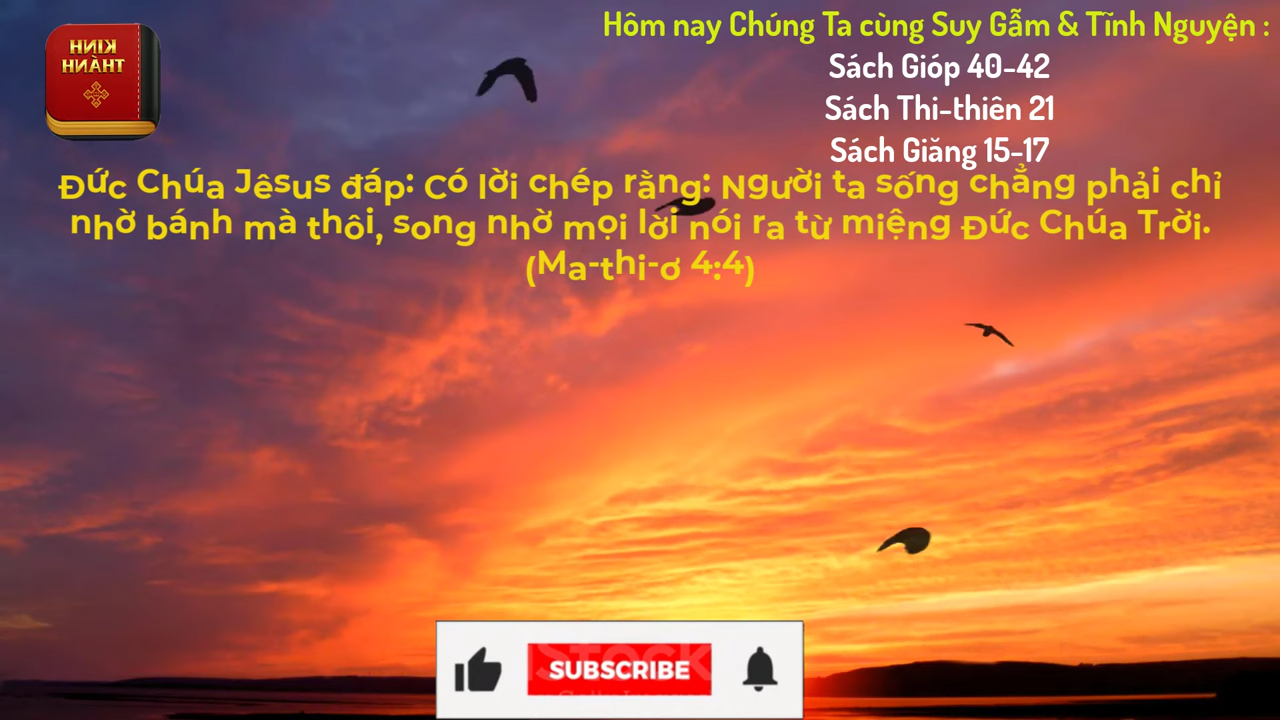 Hôm nay Chúng Ta cùng Suy Gẫm & Tĩnh Nguyện :
Sách Gióp 40-42
Sách Thi-thiên 21
Sách Giăng 15-17
KINH
THÀNH
Đức Chúa Jêsus đáp: Có lời chép rằng: Người ta sống chẳng phải chỉ
nhờ bánh mà thôi, song nhờ mọi lời nói ra từ miệng Đức Chúa Trời.
(Ma-thi-ơ 4:4)
SUBSCRIBE